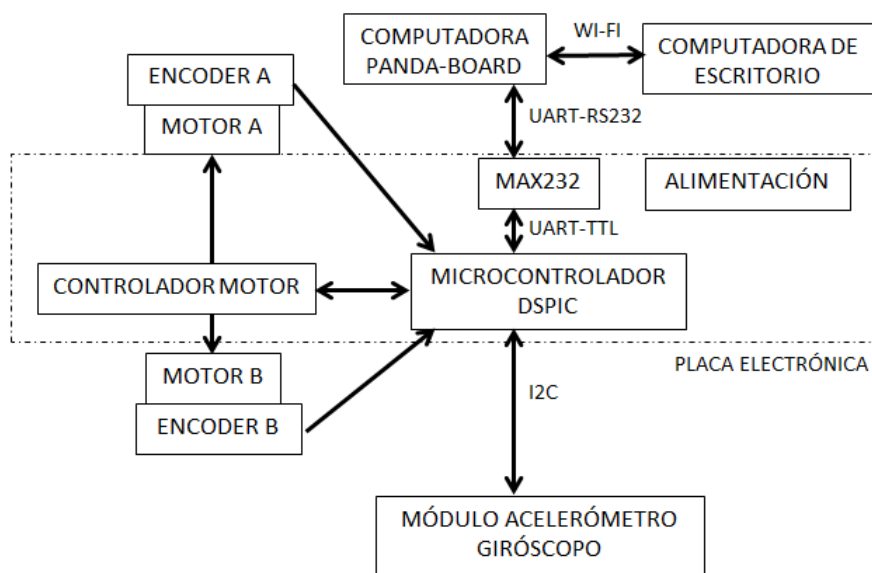 COMPUTADORA
PANDA-BOARD
WI-FI
COMPUTADORA DE
ESCRITORIO
ENCODER A
MOTOR A
UART-RS232
MAX232
ALIMENTACIÓN
UART-TTL
CONTROLADOR MOTOR
MICROCONTROLADOR
DSPIC
PLACA ELECTRÓNICA
MOTOR B
ENCODER B
I2C
MÓDULO ACELERÓMETRO
GIRÓSCOPO